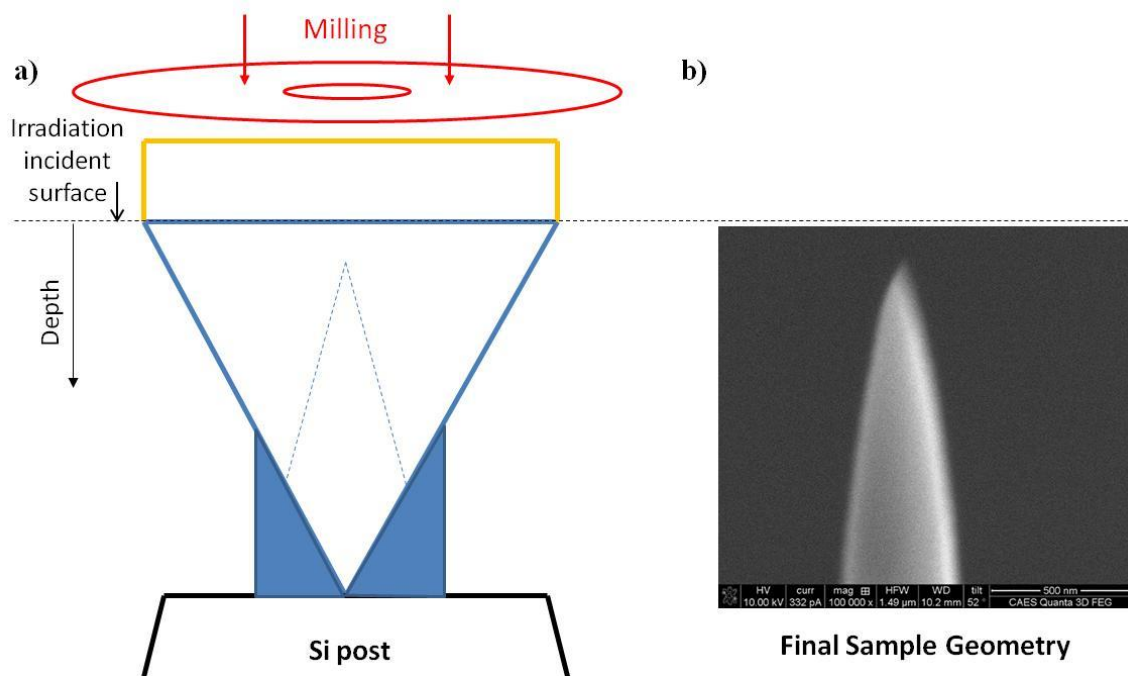 Milling
a)
b)
Irradiation
incident
surface
Depth
Si post
HV curr mag HFW WD tilt
10.00 kV 332 pA 100 000 x 1.49 µm 10.2 mm 52 °
500 nm
CAES Quanta 3D FEG
Final Sample Geometry